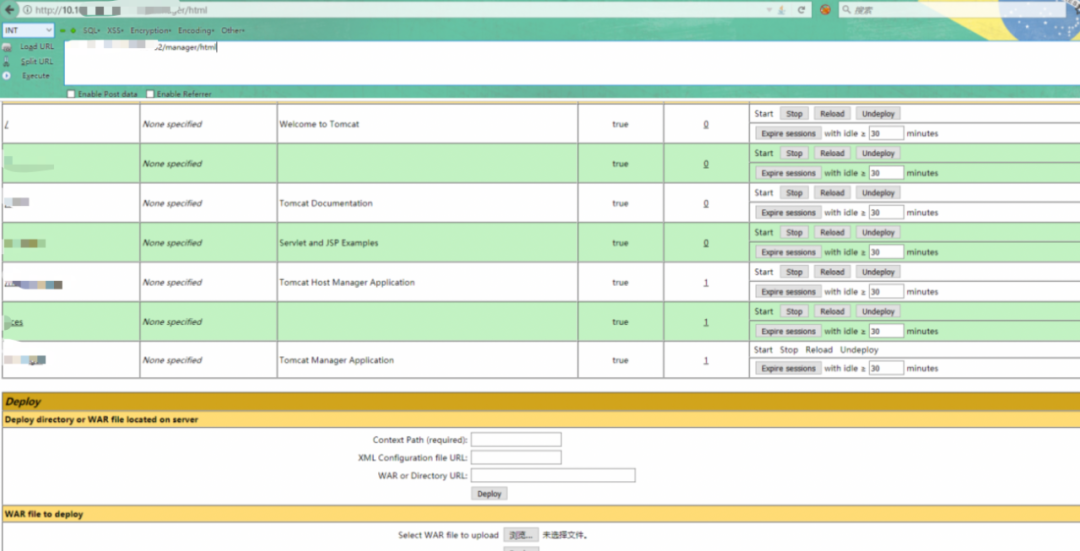 http://10.1 er/html
搜索
INT SQL▾ XSS▾ Encryption▾ Encoding▾ Other▾
Load URL 2/manager/html
Split URL
Execute
Enable Post data Enable Referrer
/ None specified Welcome to Tomcat true 0 Start Stop Reload Undeploy
Expire sessions with idle ≥ 30 minutes
None specified true 0 Start Stop Reload Undeploy
Expire sessions with idle ≥ 30 minutes
None specified Tomcat Documentation true 0 Start Stop Reload Undeploy
Expire sessions with idle ≥ 30 minutes
None specified Servlet and JSP Examples true 0 Start Stop Reload Undeploy
Expire sessions with idle ≥ 30 minutes
None specified Tomcat Host Manager Application true 1 Start Stop Reload Undeploy
Expire sessions with idle ≥ 30 minutes
ces None specified true 1 Start Stop Reload Undeploy
Expire sessions with idle ≥ 30 minutes
None specified Tomcat Manager Application true 1 Start Stop Reload Undeploy
Expire sessions with idle ≥ 30 minutes
Deploy
Deploy directory or WAR file located on server
Context Path (required):
XML Configuration file URL:
WAR or Directory URL:
Deploy
WAR file to deploy
Select WAR file to upload 浏览... 未选择文件。